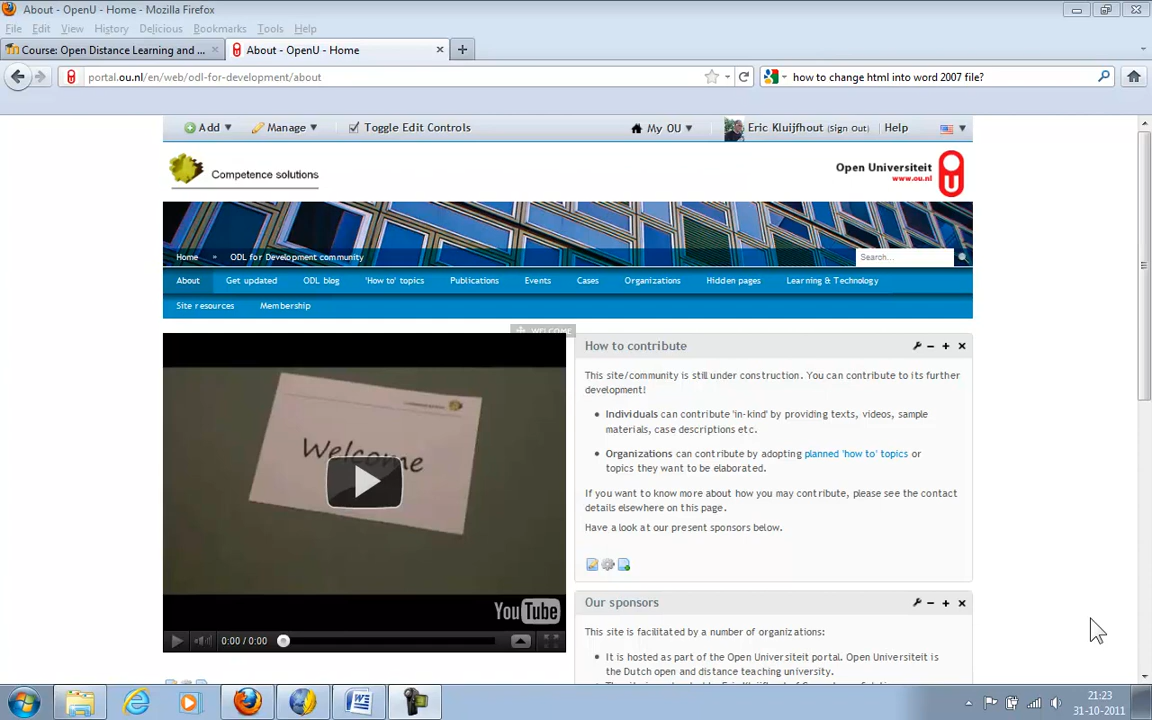 About - OpenU - Home - Mozilla Firefox
File Edit View History Delicious Bookmarks Tools Help
Course: Open Distance Learning and ... About - OpenU - Home
portal.ou.nl/en/web/odl-for-development/about how to change html into word 2007 file?
Add Manage Toggle Edit Controls My OU Eric Kluijfhout (Sign Out) Help
Competence solutions
Open Universiteit
www.ou.nl
Home » ODL for Development community Search...
About Get updated ODL blog 'How to' topics Publications Events Cases Organizations Hidden pages Learning & Technology
Site resources Membership
WELCOME
Welcome
YouTube
0:00 / 0:00
How to contribute
This site/community is still under construction. You can contribute to its further
development!
• Individuals can contribute 'in-kind' by providing texts, videos, sample
materials, case descriptions etc.
• Organizations can contribute by adopting planned 'how to' topics or
topics they want to be elaborated.
If you want to know more about how you may contribute, please see the contact
details elsewhere on this page.
Have a look at our present sponsors below.
Our sponsors
This site is facilitated by a number of organizations:
• It is hosted as part of the Open Universiteit portal. Open Universiteit is
the Dutch open and distance teaching university.
21:23
31-10-2011